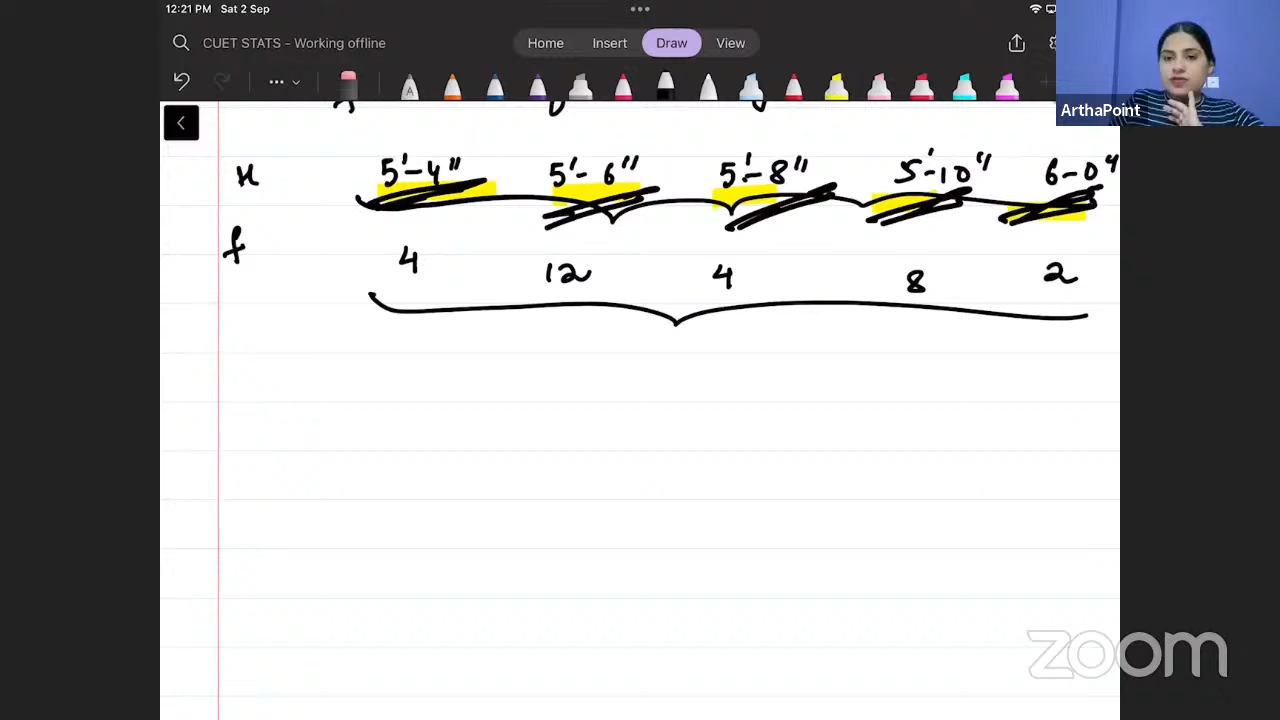 12:21 PM Sat 2 Sep
CUET STATS - Working offline
Home Insert Draw View
A
ArthaPoint
x 5'-4" 5'-6" 5'-8" 5'-10" 6-0"
f 4 12 4 8 2
zoom